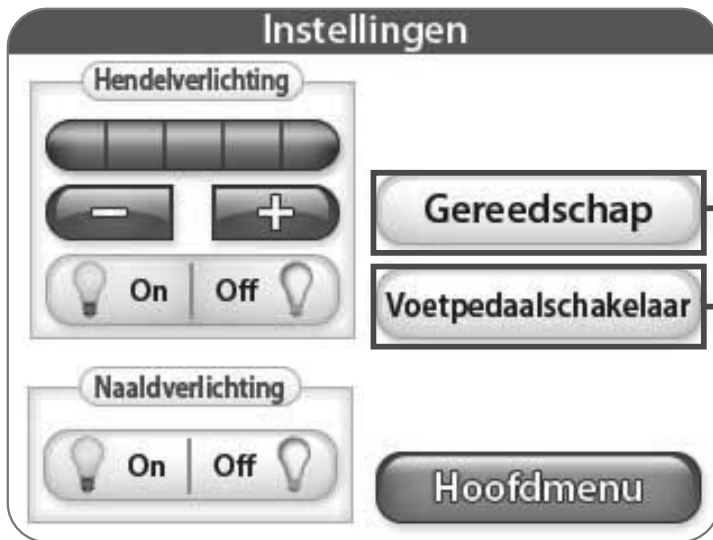 Instellingen
Hendelverlichting
− +
On | Off
Gereedschap
Voetpedaalschakelaar
Naaldverlichting
On | Off
Hoofdmenu